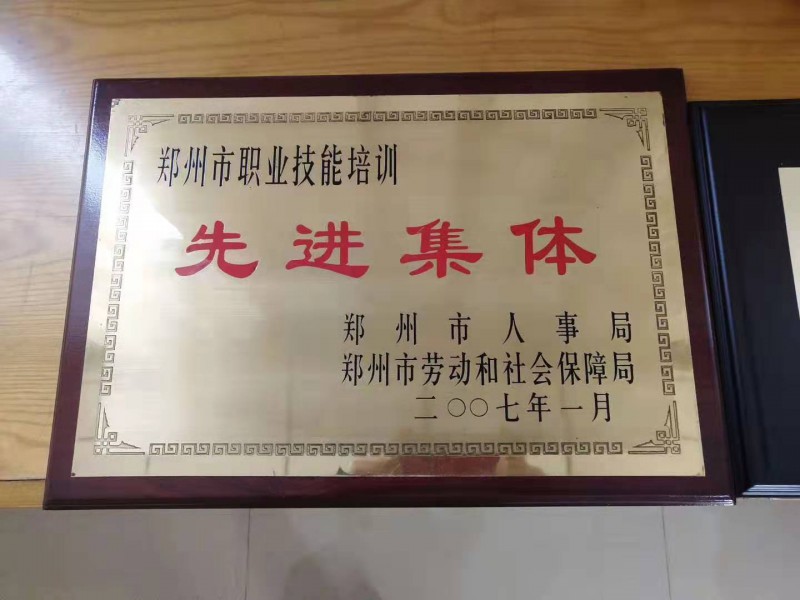 郑州市职业技能培训
先进集体
郑州市人事局
郑州市劳动和社会保障局
二〇〇七年一月